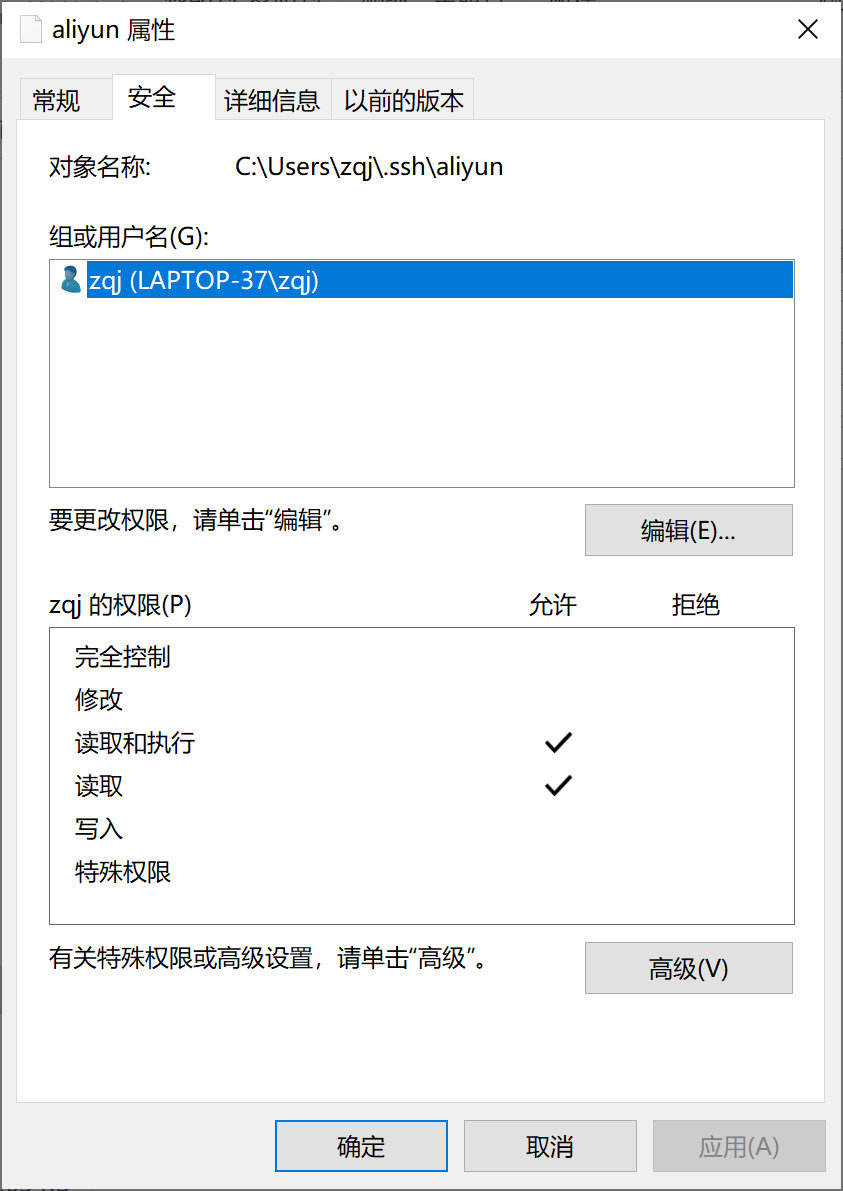 aliyun 属性
常规 安全 详细信息 以前的版本
对象名称: C:\Users\zqj\.ssh\aliyun
组或用户名(G):
zqj (LAPTOP-37\zqj)
要更改权限，请单击“编辑”。
编辑(E)...
zqj 的权限(P) 允许 拒绝
完全控制
修改
读取和执行
读取
写入
特殊权限
有关特殊权限或高级设置，请单击“高级”。
高级(V)
确定 取消 应用(A)